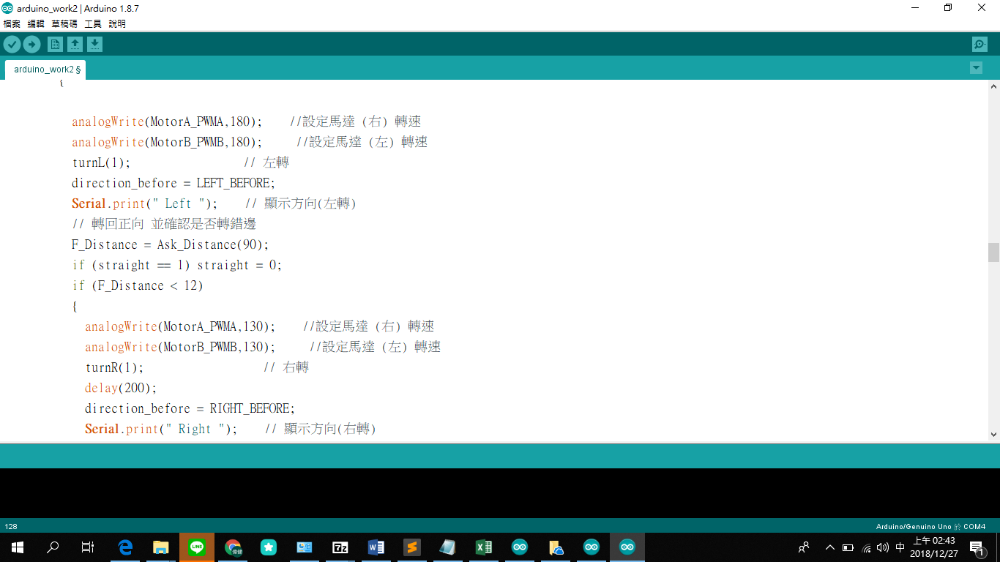 arduino_work2 | Arduino 1.8.7
檔案 編輯 草稿碼 工具 說明
arduino_work2 §
{
analogWrite(MotorA_PWMA,180);    //設定馬達 (右) 轉速
analogWrite(MotorB_PWMB,180);     //設定馬達 (左) 轉速
turnL(1);                 // 左轉
direction_before = LEFT_BEFORE;
Serial.print(" Left ");    // 顯示方向(左轉)
// 轉回正向 並確認是否轉錯邊
F_Distance = Ask_Distance(90);
if (straight == 1) straight = 0;
if (F_Distance < 12)
{
analogWrite(MotorA_PWMA,130);    //設定馬達 (右) 轉速
analogWrite(MotorB_PWMB,130);     //設定馬達 (左) 轉速
turnR(1);                  // 右轉
delay(200);
direction_before = RIGHT_BEFORE;
Serial.print(" Right ");    // 顯示方向(右轉)
128
Arduino/Genuino Uno 於 COM4
LINE
7z
中
上午 02:43
2018/12/27
1